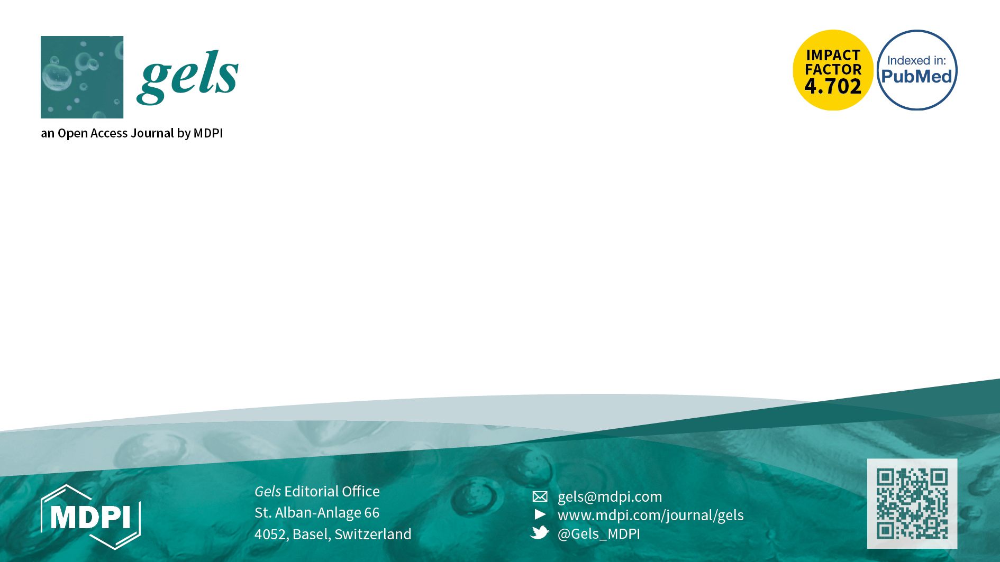 gels
an Open Access Journal by MDPI
IMPACT
FACTOR
4.702
Indexed in:
PubMed
MDPI
Gels Editorial Office
St. Alban-Anlage 66
4052, Basel, Switzerland
gels@mdpi.com
www.mdpi.com/journal/gels
@Gels_MDPI